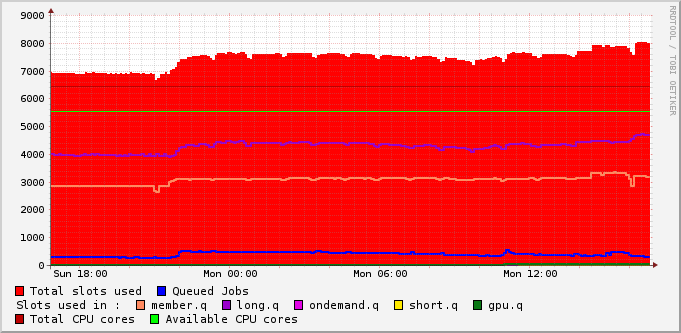 9000
8000
7000
6000
5000
4000
3000
2000
1000
0
Sun 18:00 Mon 00:00 Mon 06:00 Mon 12:00
Total slots used Queued Jobs
Slots used in : member.q long.q ondemand.q short.q gpu.q
Total CPU cores Available CPU cores
RRDTOOL / TOBI OETIKER